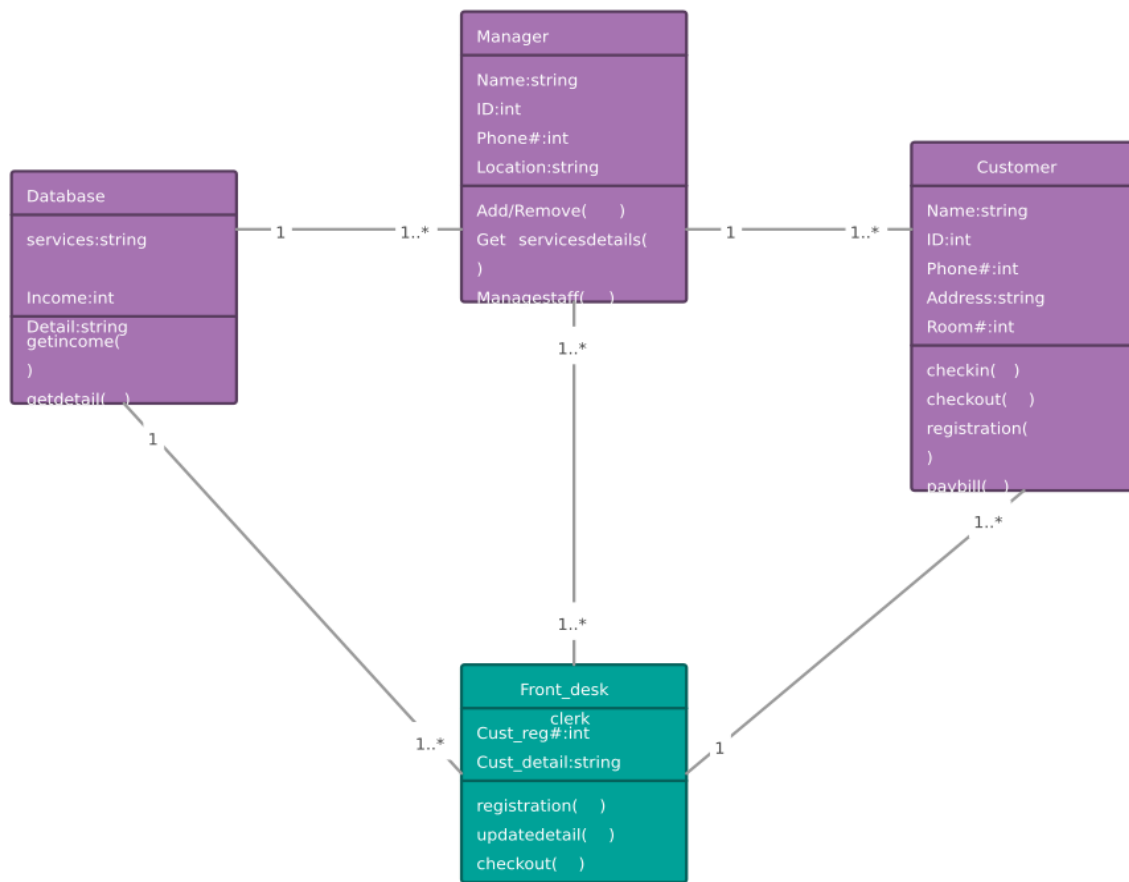 Manager
Name:string
ID:int
Phone#:int
Location:string
Add/Remove( )
Get servicesdetails(
)
Managestaff( )
Database
services:string
Income:int
Detail:string
getincome(
)
getdetail( )
Customer
Name:string
ID:int
Phone#:int
Address:string
Room#:int
checkin( )
checkout( )
registration(
)
paybill( )
1
1..*
1
1..*
1..*
1..*
1
1..*
1..*
1
Front_desk
clerk
Cust_reg#:int
Cust_detail:string
registration( )
updatedetail( )
checkout( )